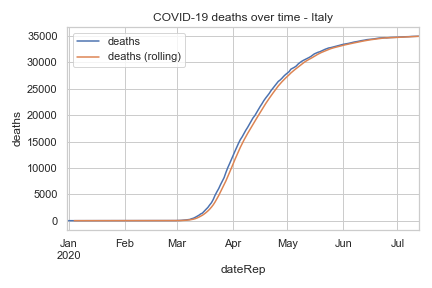 COVID-19 deaths over time - Italy
deaths
deaths (rolling)
35000
30000
25000
20000
15000
10000
5000
0
deaths
Jan Feb Mar Apr May Jun Jul
2020
dateRep